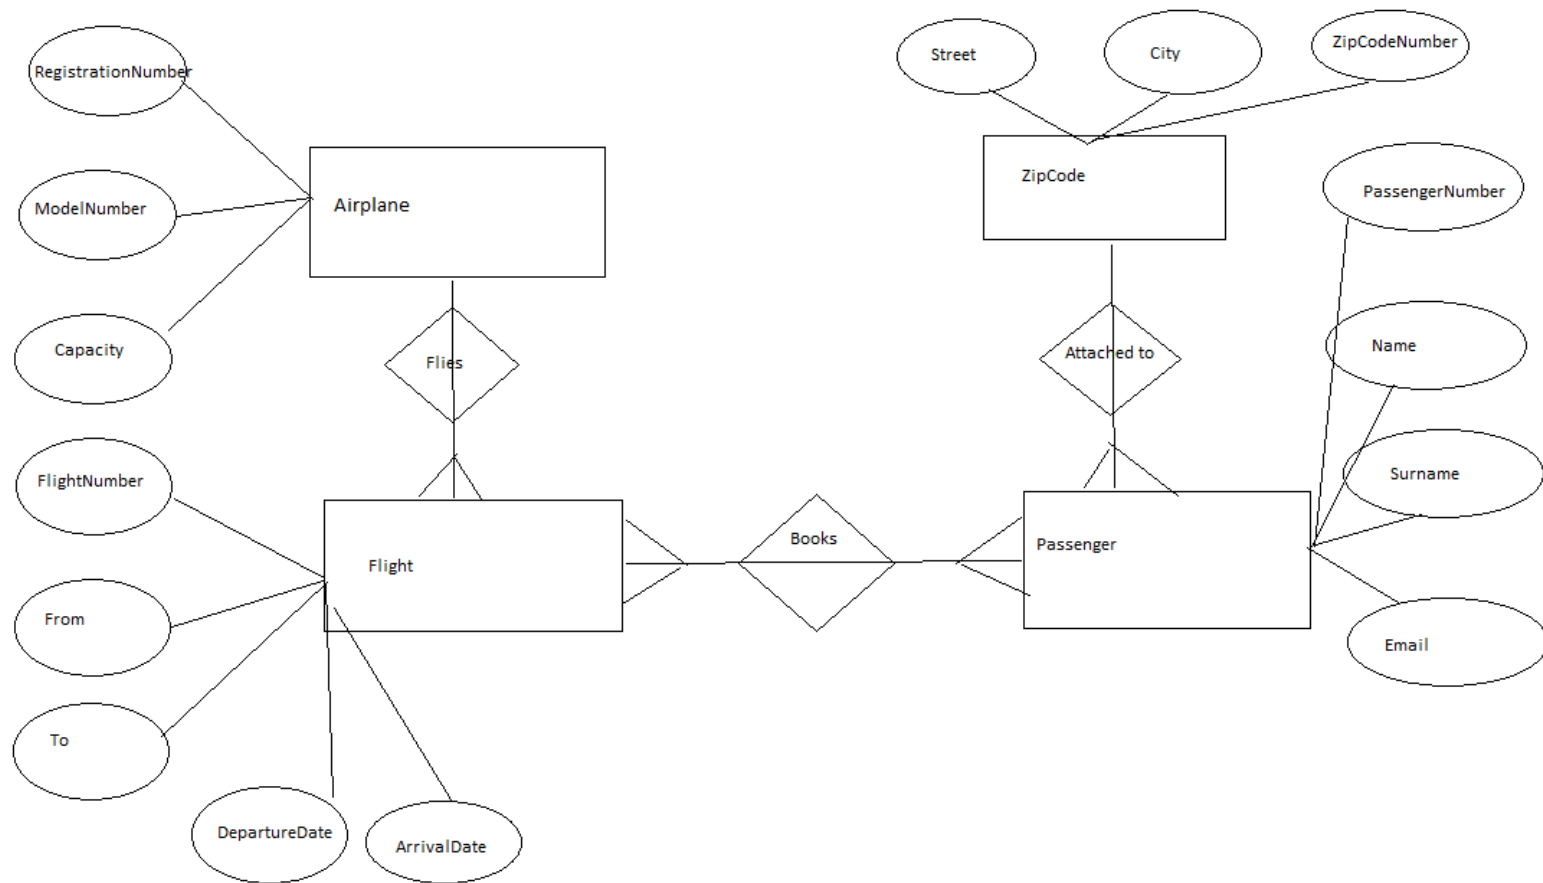 RegistrationNumber
ModelNumber
Capacity
Airplane
Flies
FlightNumber
From
To
DepartureDate
ArrivalDate
Flight
Books
Street
City
ZipCodeNumber
ZipCode
Attached to
Passenger
PassengerNumber
Name
Surname
Email